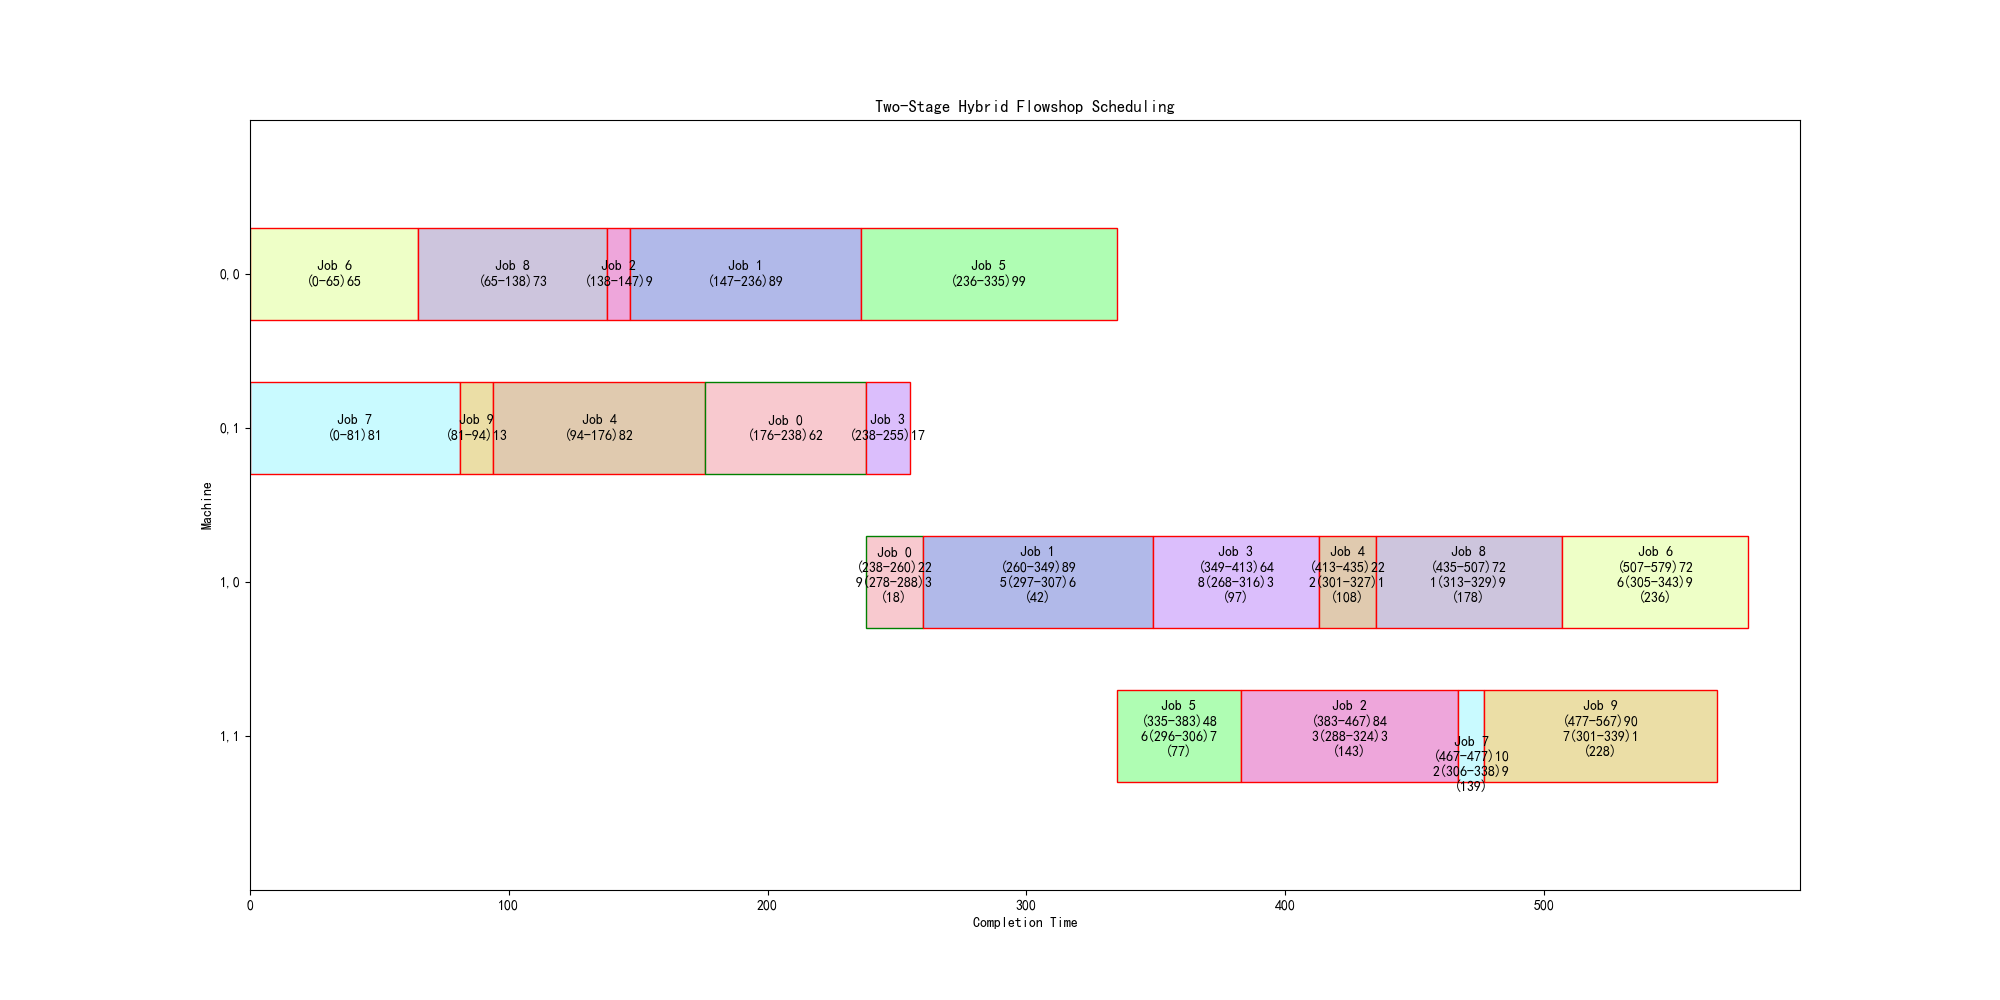 Two-Stage Hybrid Flowshop Scheduling
0,0
Job 6
(0-65)65
Job 8
(65-138)73
Job 2
(138-147)9
Job 1
(147-236)89
Job 5
(236-335)99
0,1
Job 7
(0-81)81
Job 9
(81-94)13
Job 4
(94-176)82
Job 0
(176-238)62
Job 3
(238-255)17
Machine
1,0
Job 0
(238-260)22
9(278-288)3
(18)
Job 1
(260-349)89
5(297-307)6
(42)
Job 3
(349-413)64
8(268-316)3
(97)
Job 4
(413-435)22
2(301-327)1
(108)
Job 8
(435-507)72
1(313-329)9
(178)
Job 6
(507-579)72
6(305-343)9
(236)
1,1
Job 5
(335-383)48
6(296-306)7
(77)
Job 2
(383-467)84
3(288-324)3
(143)
Job 7
(467-477)10
2(306-338)9
(139)
Job 9
(477-567)90
7(301-339)1
(228)
0
100
200
300
400
500
Completion Time